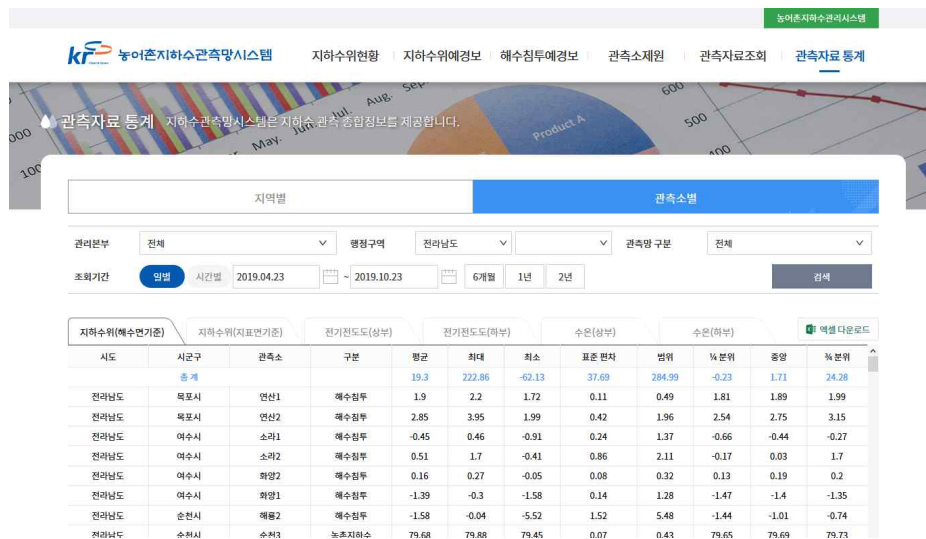 농어촌지하수관리시스템
kr 농어촌지하수관측망시스템 지하수위현황 지하수위예경보 해수침투예경보 관측소제원 관측자료조회 관측자료 통계
관측자료 통계 지하수관측망시스템은 지하수 관측 종합정보를 제공합니다.
May. Jun. Jul. Aug. Sep.
Product A
600
500
400
000
100
지역별 관측소별
관리본부 전체 행정구역 전라남도 관측망 구분 전체
조회기간 일별 시간별 2019.04.23 ~ 2019.10.23 6개월 1년 2년 검색
지하수위(해수면기준) 지하수위(지표면기준) 전기전도도(상부) 전기전도도(하부) 수온(상부) 수온(하부) 엑셀 다운로드
시도 시군구 관측소 구분 평균 최대 최소 표준 편차 범위 ¼ 분위 중앙 ¾ 분위
총 계 19.3 222.86 -62.13 37.69 284.99 -0.23 1.71 24.28
전라남도 목포시 연산1 해수침투 1.9 2.2 1.72 0.11 0.49 1.81 1.89 1.99
전라남도 목포시 연산2 해수침투 2.85 3.95 1.99 0.42 1.96 2.54 2.75 3.15
전라남도 여수시 소라1 해수침투 -0.45 0.46 -0.91 0.24 1.37 -0.66 -0.44 -0.27
전라남도 여수시 소라2 해수침투 0.51 1.7 -0.41 0.86 2.11 -0.17 0.03 1.7
전라남도 여수시 화양2 해수침투 0.16 0.27 -0.05 0.08 0.32 0.13 0.19 0.2
전라남도 여수시 화양1 해수침투 -1.39 -0.3 -1.58 0.14 1.28 -1.47 -1.4 -1.35
전라남도 순천시 해룡2 해수침투 -1.58 -0.04 -5.52 1.52 5.48 -1.44 -1.01 -0.74
전라남도 순천시 순천3 농촌지하수 79.68 79.88 79.45 0.07 0.43 79.65 79.69 79.73